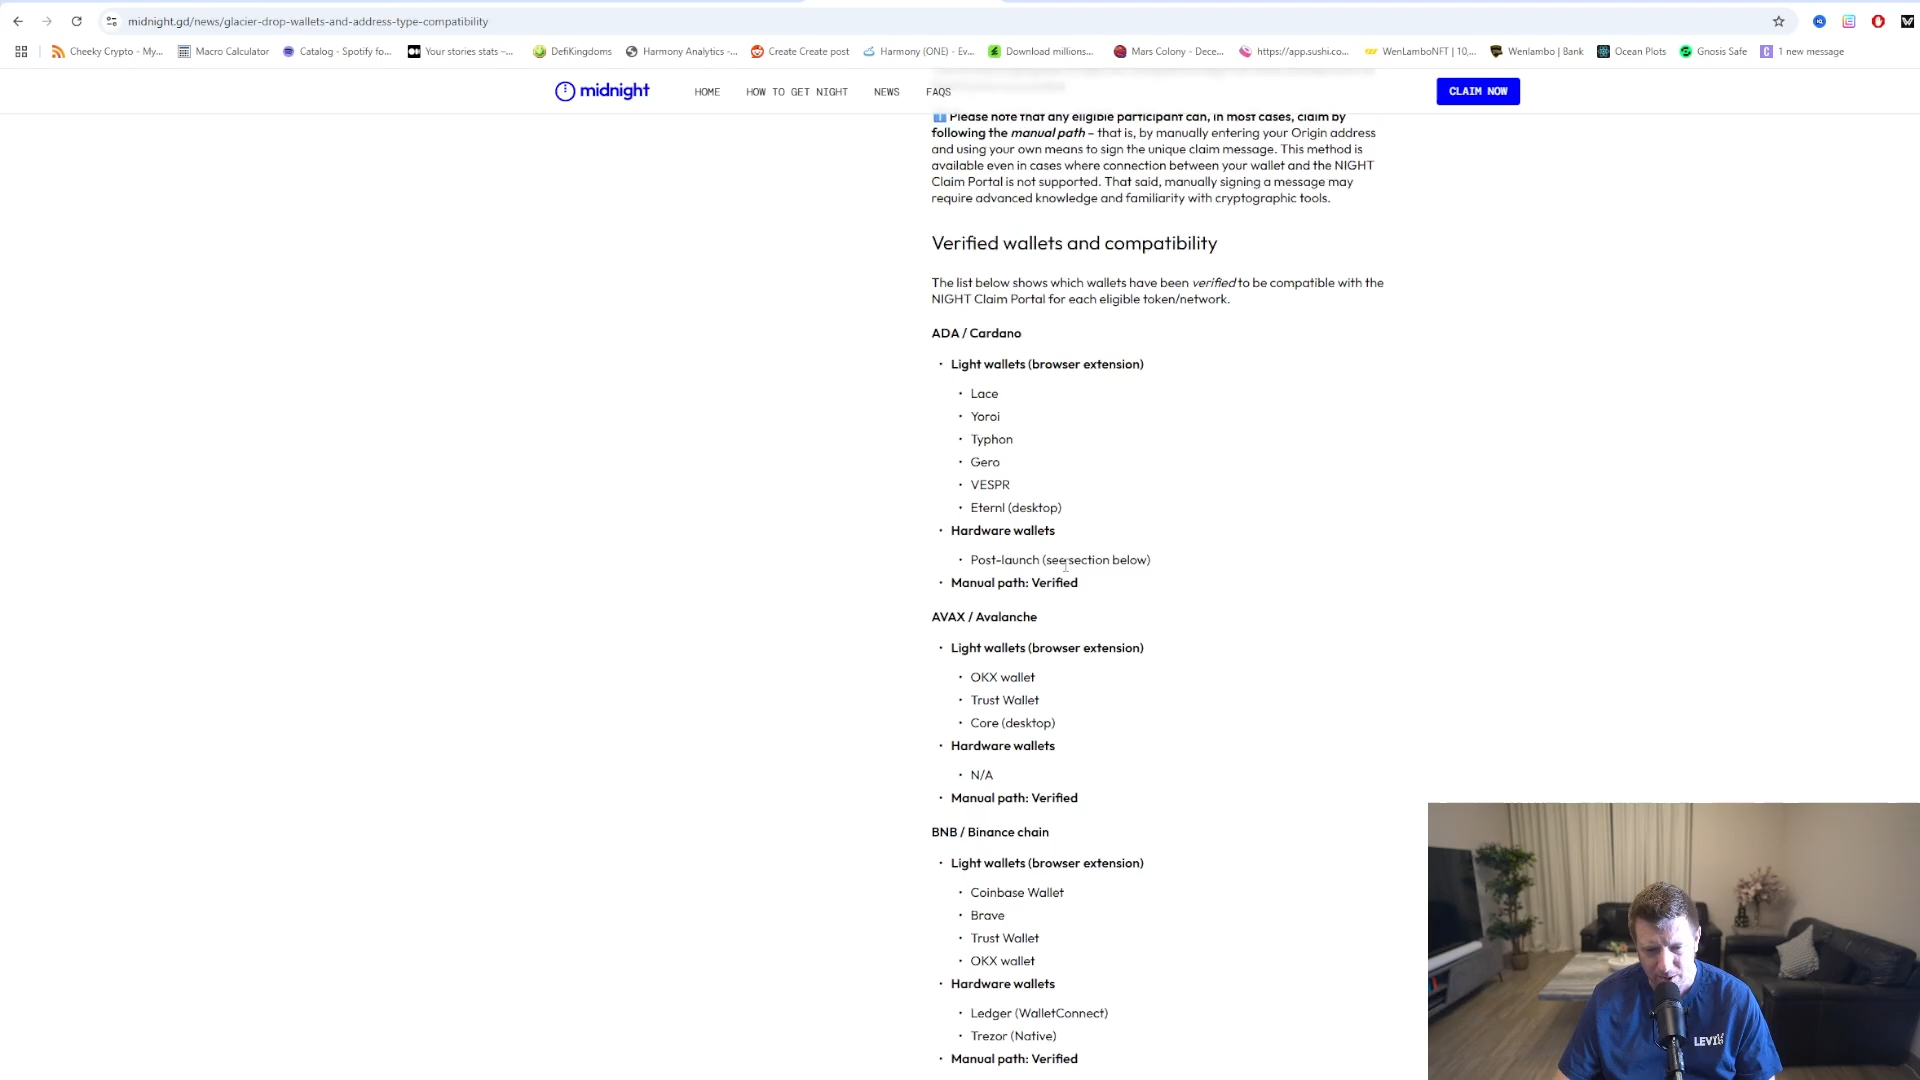 midnight.gd/news/glacier-drop-wallets-and-address-type-compatibility
Cheeky Crypto - My...
Macro Calculator
Catalog - Spotify fo...
Your stories stats –...
DefiKingdoms
Harmony Analytics -...
Create Create post
Harmony (ONE) - Ev...
Download millions...
Mars Colony - Dece...
https://app.sushi.co...
WenLamboNFT | 10,...
Wenlambo | Bank
Ocean Plots
Gnosis Safe
1 new message
midnight
HOME
HOW TO GET NIGHT
NEWS
FAQS
CLAIM NOW
Please note that any eligible participant can, in most cases, claim by
following the manual path – that is, by manually entering your Origin address
and using your own means to sign the unique claim message. This method is
available even in cases where connection between your wallet and the NIGHT
Claim Portal is not supported. That said, manually signing a message may
require advanced knowledge and familiarity with cryptographic tools.
Verified wallets and compatibility
The list below shows which wallets have been verified to be compatible with the
NIGHT Claim Portal for each eligible token/network.
ADA / Cardano
Light wallets (browser extension)
Lace
Yoroi
Typhon
Gero
VESPR
Eternl (desktop)
Hardware wallets
Post-launch (see section below)
Manual path: Verified
AVAX / Avalanche
Light wallets (browser extension)
OKX wallet
Trust Wallet
Core (desktop)
Hardware wallets
N/A
Manual path: Verified
BNB / Binance chain
Light wallets (browser extension)
Coinbase Wallet
Brave
Trust Wallet
OKX wallet
Hardware wallets
Ledger (WalletConnect)
Trezor (Native)
Manual path: Verified